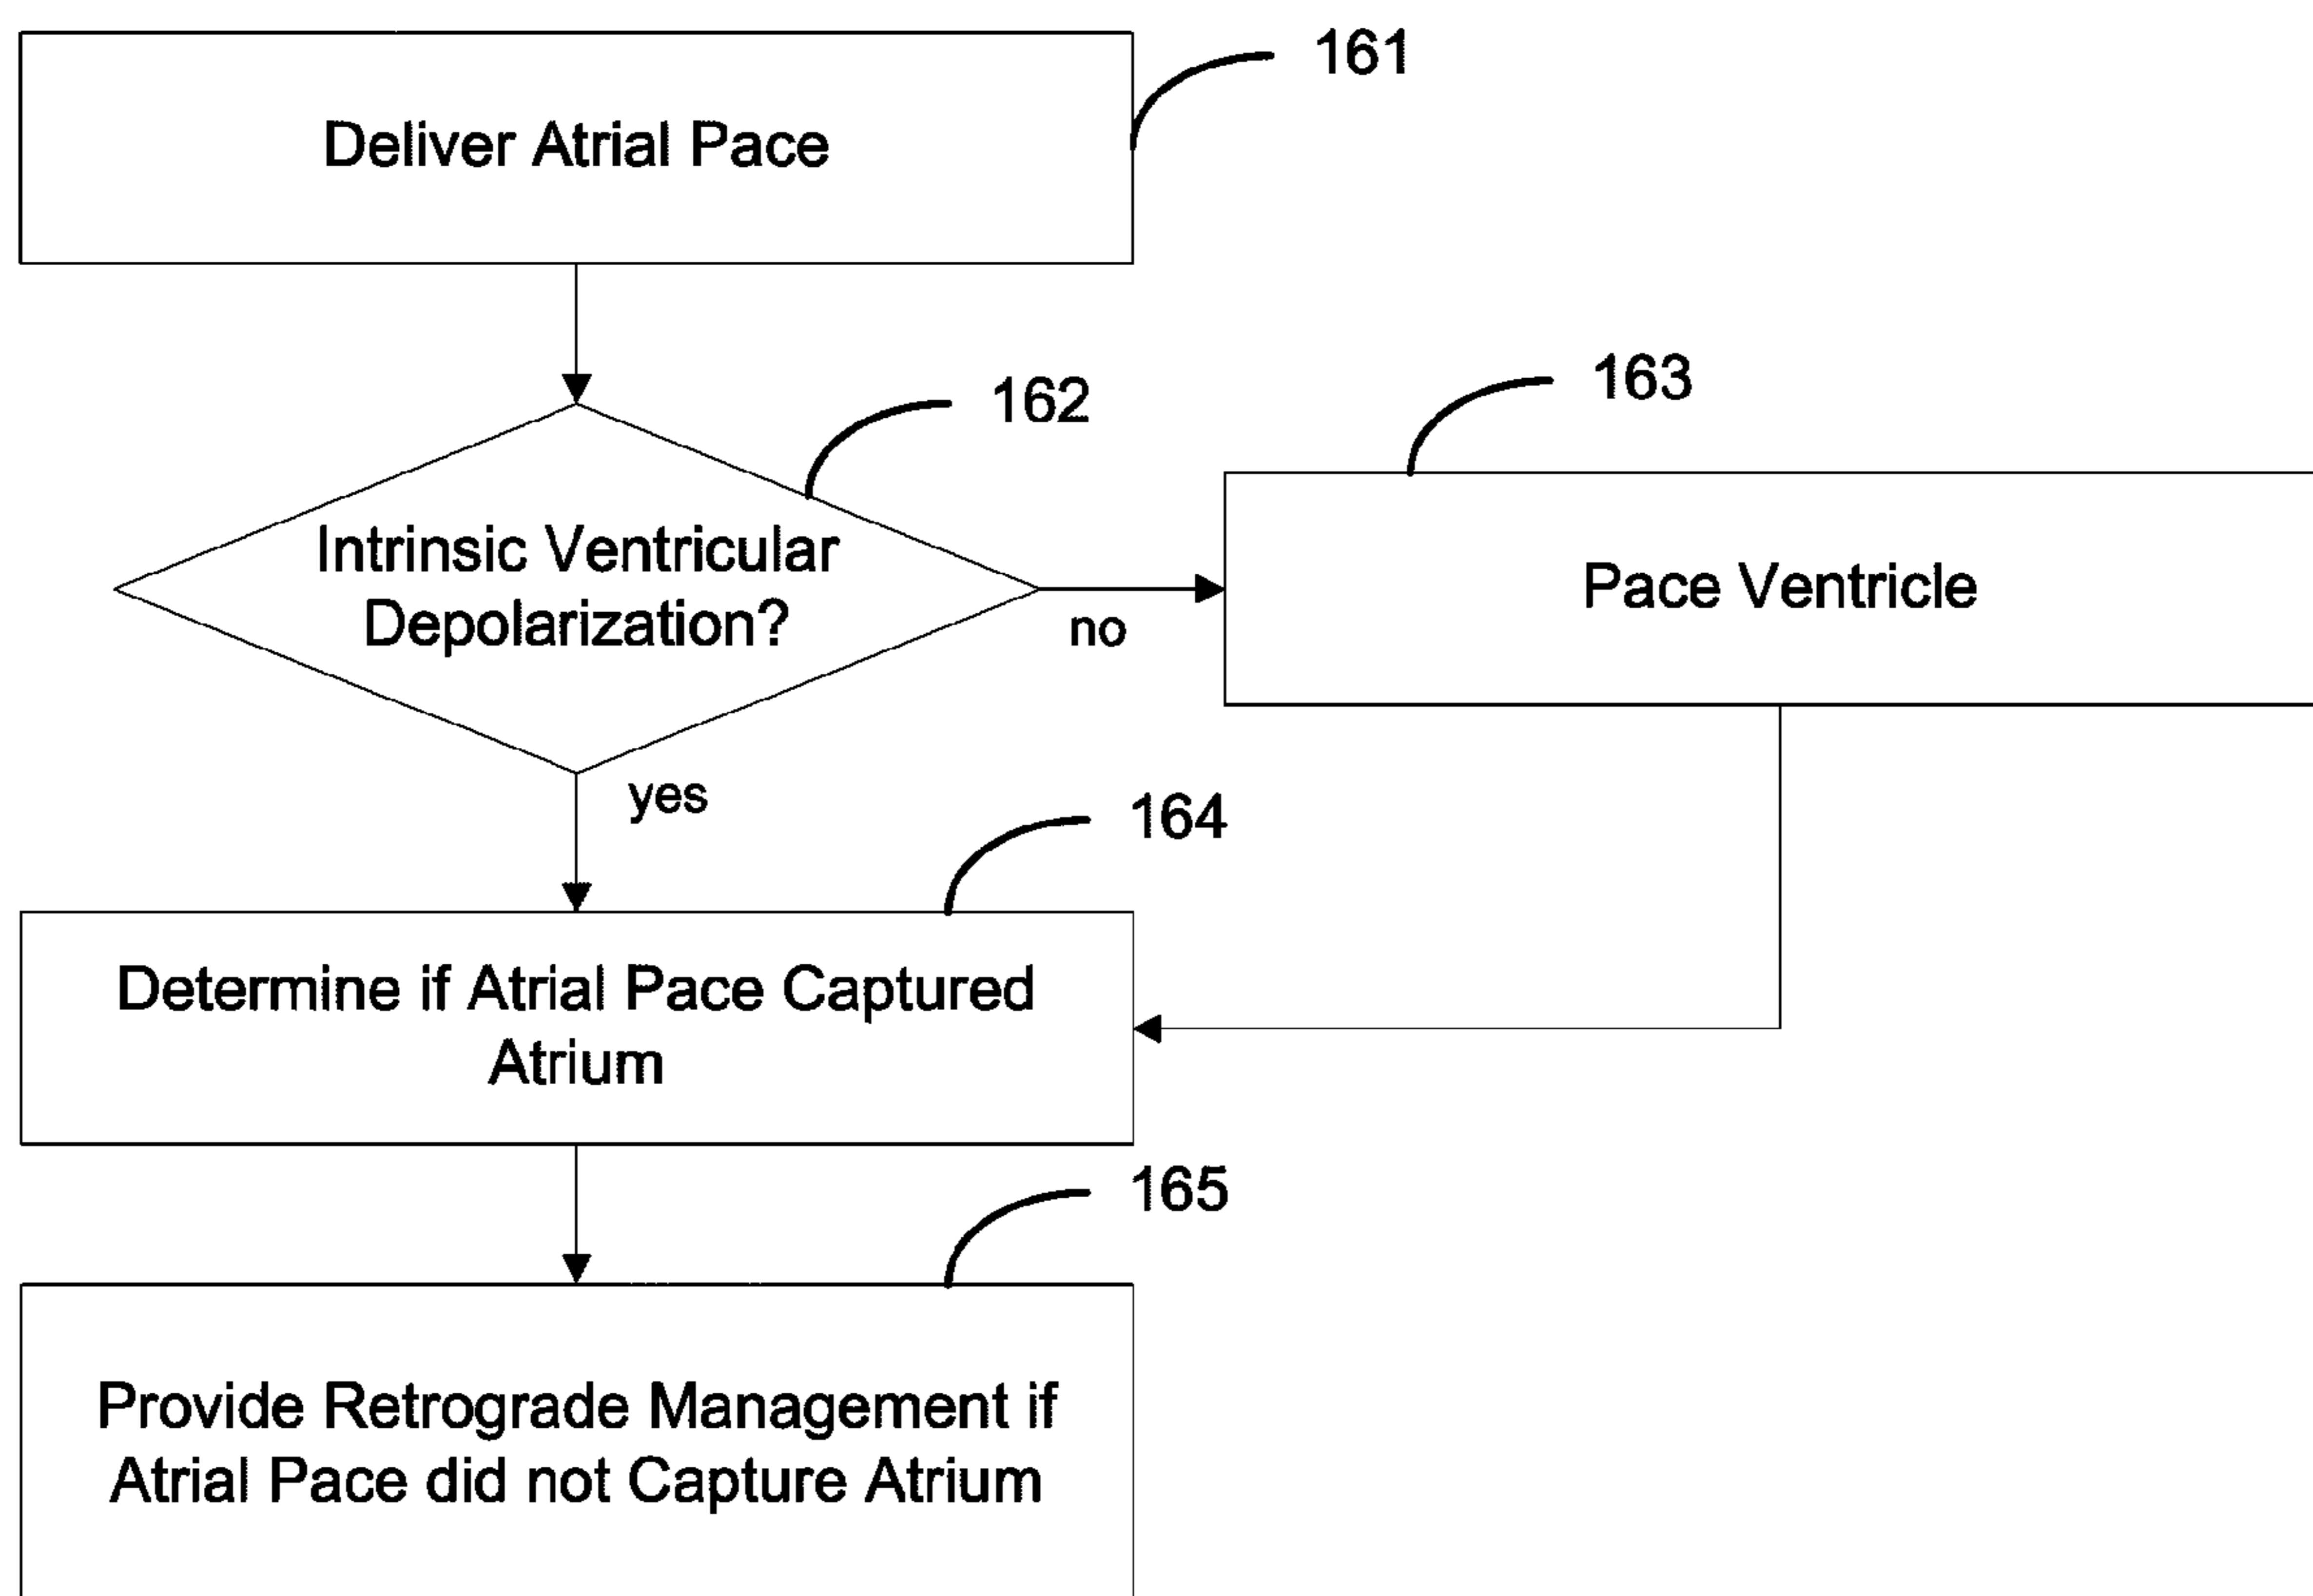 161
Deliver Atrial Pace
162
163
Intrinsic Ventricular
Depolarization?
Pace Ventricle
no
yes
164
Determine if Atrial Pace Captured
Atrium
165
Provide Retrograde Management if
Atrial Pace did not Capture Atrium